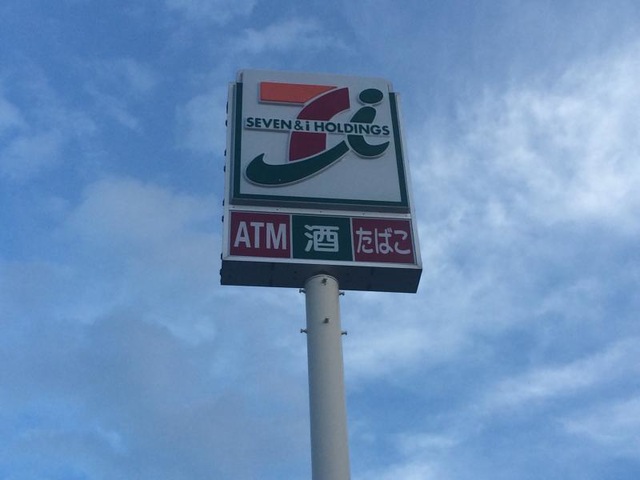 SEVEN & i HOLDINGS
ATM 酒 たばこ